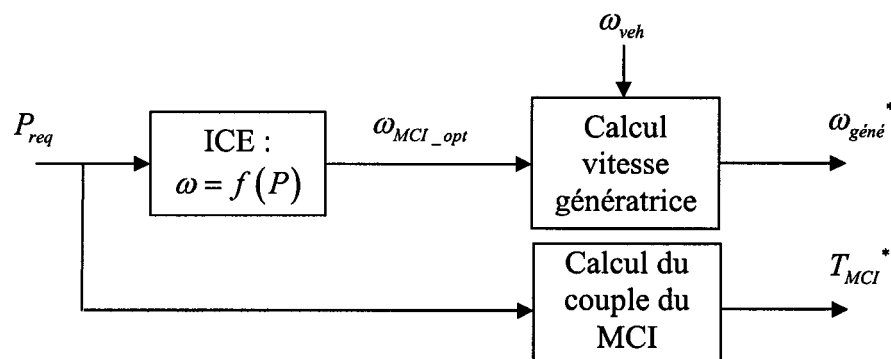 ω_veh
P_req
ICE :
ω = f(P)
ω_MCI_opt
Calcul
vitesse
génératrice
ω_géné*
Calcul du
couple du
MCI
T_MCI*